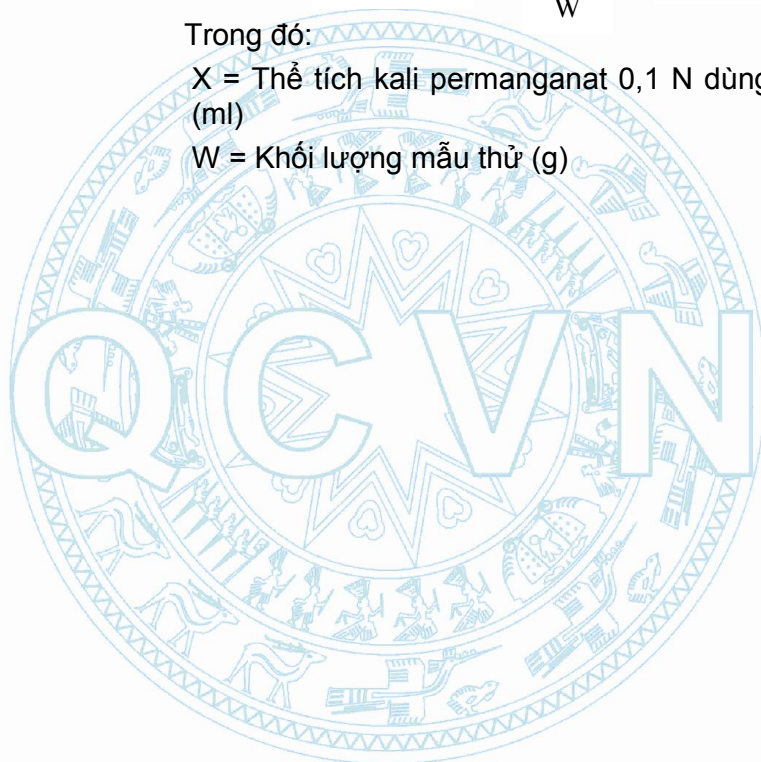 W
Trong đó:
X = Thể tích kali permanganat 0,1 N dùng
(ml)
W = Khối lượng mẫu thử (g)
QCVN